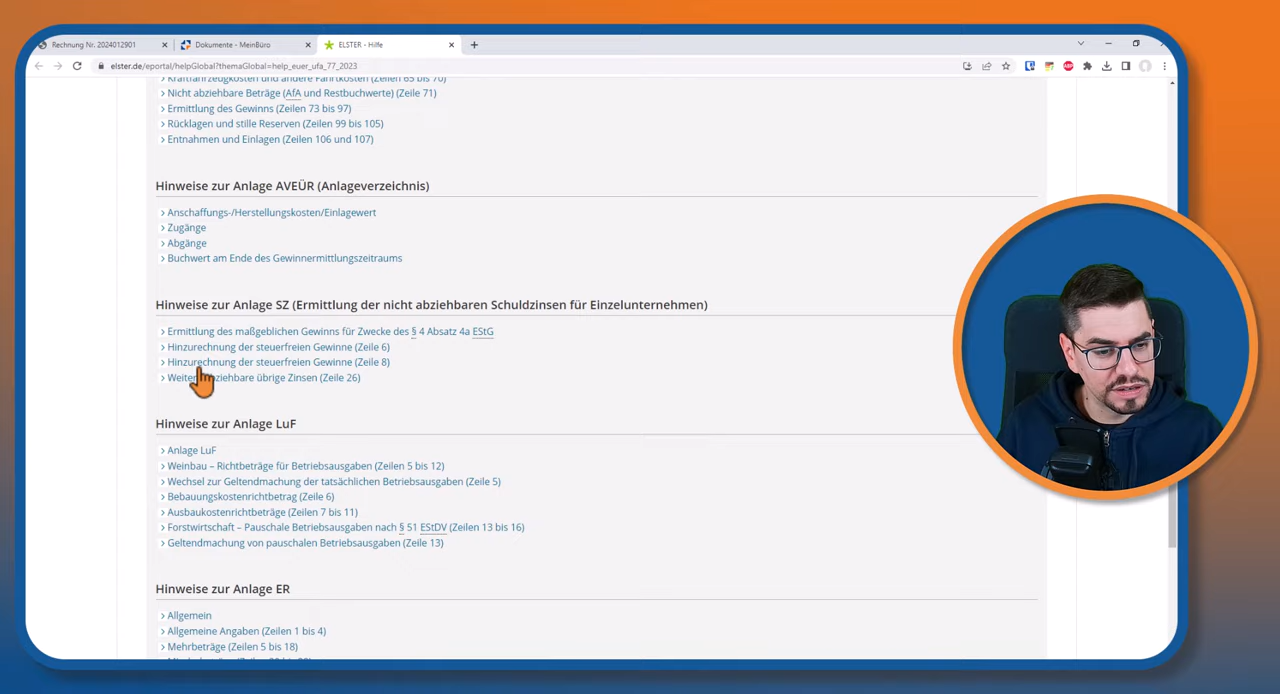 Rechnung Nr. 2024012901
Dokumente - MeinBüro
ELSTER - Hilfe
elster.de/eportal/helpGlobal?themaGlobal=help_euer_ufa_77_2023
Kraftfahrzeugkosten und andere Fahrtkosten (Zeilen 65 bis 70)
Nicht abziehbare Beträge (AfA und Restbuchwerte) (Zeile 71)
Ermittlung des Gewinns (Zeilen 73 bis 97)
Rücklagen und stille Reserven (Zeilen 99 bis 105)
Entnahmen und Einlagen (Zeilen 106 und 107)
Hinweise zur Anlage AVEÜR (Anlageverzeichnis)
Anschaffungs-/Herstellungskosten/Einlagewert
Zugänge
Abgänge
Buchwert am Ende des Gewinnermittlungszeitraums
Hinweise zur Anlage SZ (Ermittlung der nicht abziehbaren Schuldzinsen für Einzelunternehmen)
Ermittlung des maßgeblichen Gewinns für Zwecke des § 4 Absatz 4a EStG
Hinzurechnung der steuerfreien Gewinne (Zeile 6)
Hinzurechnung der steuerfreien Gewinne (Zeile 8)
übrige Zinsen (Zeile 26)
Hinweise zur Anlage LuF
Anlage LuF
Weinbau – Richtbeträge für Betriebsausgaben (Zeilen 5 bis 12)
Wechsel zur Geltendmachung der tatsächlichen Betriebsausgaben (Zeile 5)
Bebauungskostenrichtbetrag (Zeile 6)
Ausbaukostenrichtbeträge (Zeilen 7 bis 11)
Forstwirtschaft – Pauschale Betriebsausgaben nach § 51 EStDV (Zeilen 13 bis 16)
Geltendmachung von pauschalen Betriebsausgaben (Zeile 13)
Hinweise zur Anlage ER
Allgemein
Allgemeine Angaben (Zeilen 1 bis 4)
Mehrbeträge (Zeilen 5 bis 18)